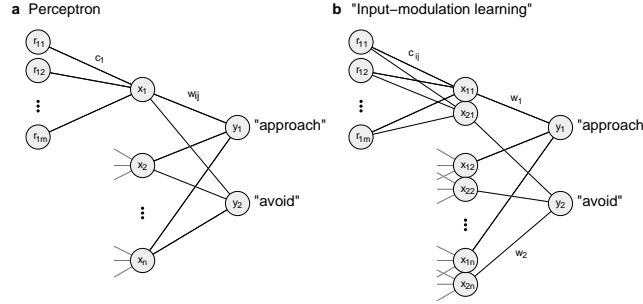 a Perceptron
r11
r12
r1m
c1
x1
x2
xn
wij
y1
y2
"approach"
"avoid"
b "Input-modulation learning"
r11
r12
r1m
cij
x11
x21
x12
x22
x1n
x2n
w1
w2
y1
y2
"approach
"avoid"